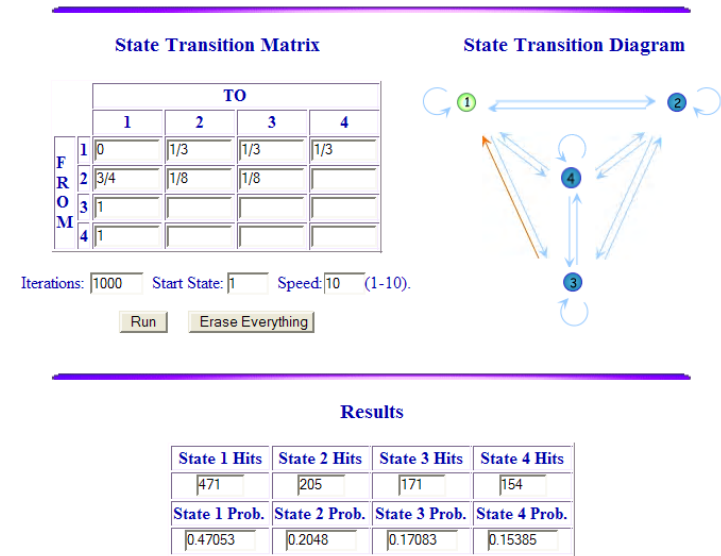 State Transition Matrix
State Transition Diagram
TO
1 2 3 4
FROM
1 0 1/3 1/3 1/3
2 3/4 1/8 1/8
3 1
4 1
1
2
4
3
Iterations: 1000 Start State: 1 Speed: 10 (1-10).
Run Erase Everything
Results
State 1 Hits State 2 Hits State 3 Hits State 4 Hits
471 205 171 154
State 1 Prob. State 2 Prob. State 3 Prob. State 4 Prob.
0.47053 0.2048 0.17083 0.15385